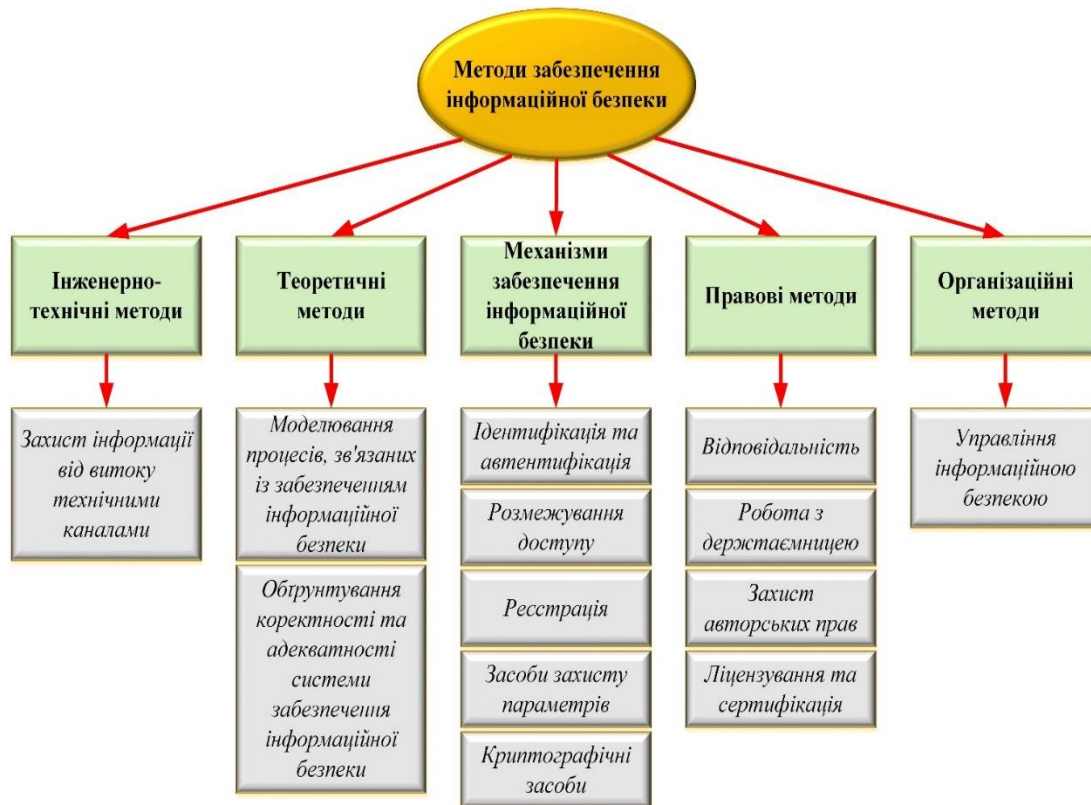 Методи забезпечення
інформаційної безпеки
Інженерно-
технічні методи
Теоретичні
методи
Механізми
забезпечення
інформаційної
безпеки
Правові методи
Організаційні
методи
Захист інформації
від витоку
технічними
каналами
Моделювання
процесів, зв'язаних
із забезпеченням
інформаційної
безпеки
Обґрунтування
коректності та
адекватності
системи
забезпечення
інформаційної
безпеки
Ідентифікація та
автентифікація
Розмежування
доступу
Реєстрація
Засоби захисту
параметрів
Криптографічні
засоби
Відповідальність
Робота з
держтаємницею
Захист
авторських прав
Ліцензування та
сертифікація
Управління
інформаційною
безпекою